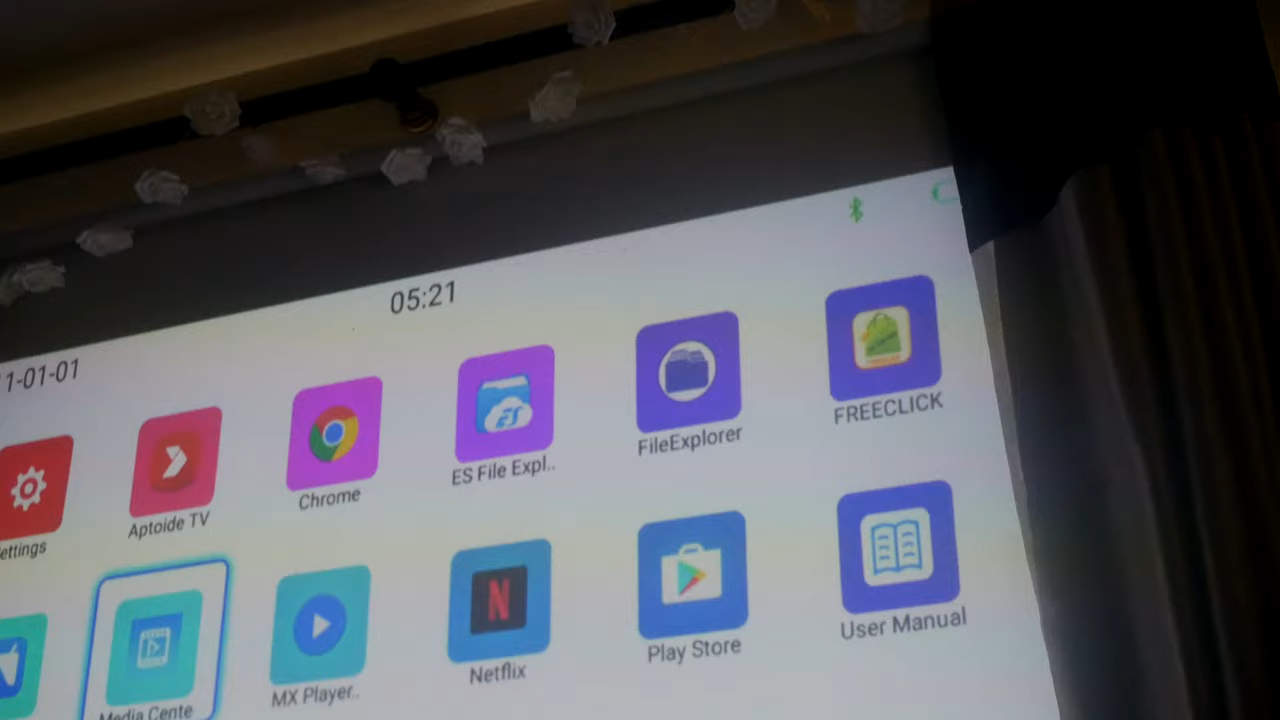 05:21
1-01-01
ettings
Aptoide TV
Chrome
ES File Expl..
FileExplorer
FREECLICK
Media Cente
MX Player..
Netflix
Play Store
User Manual
ES
N